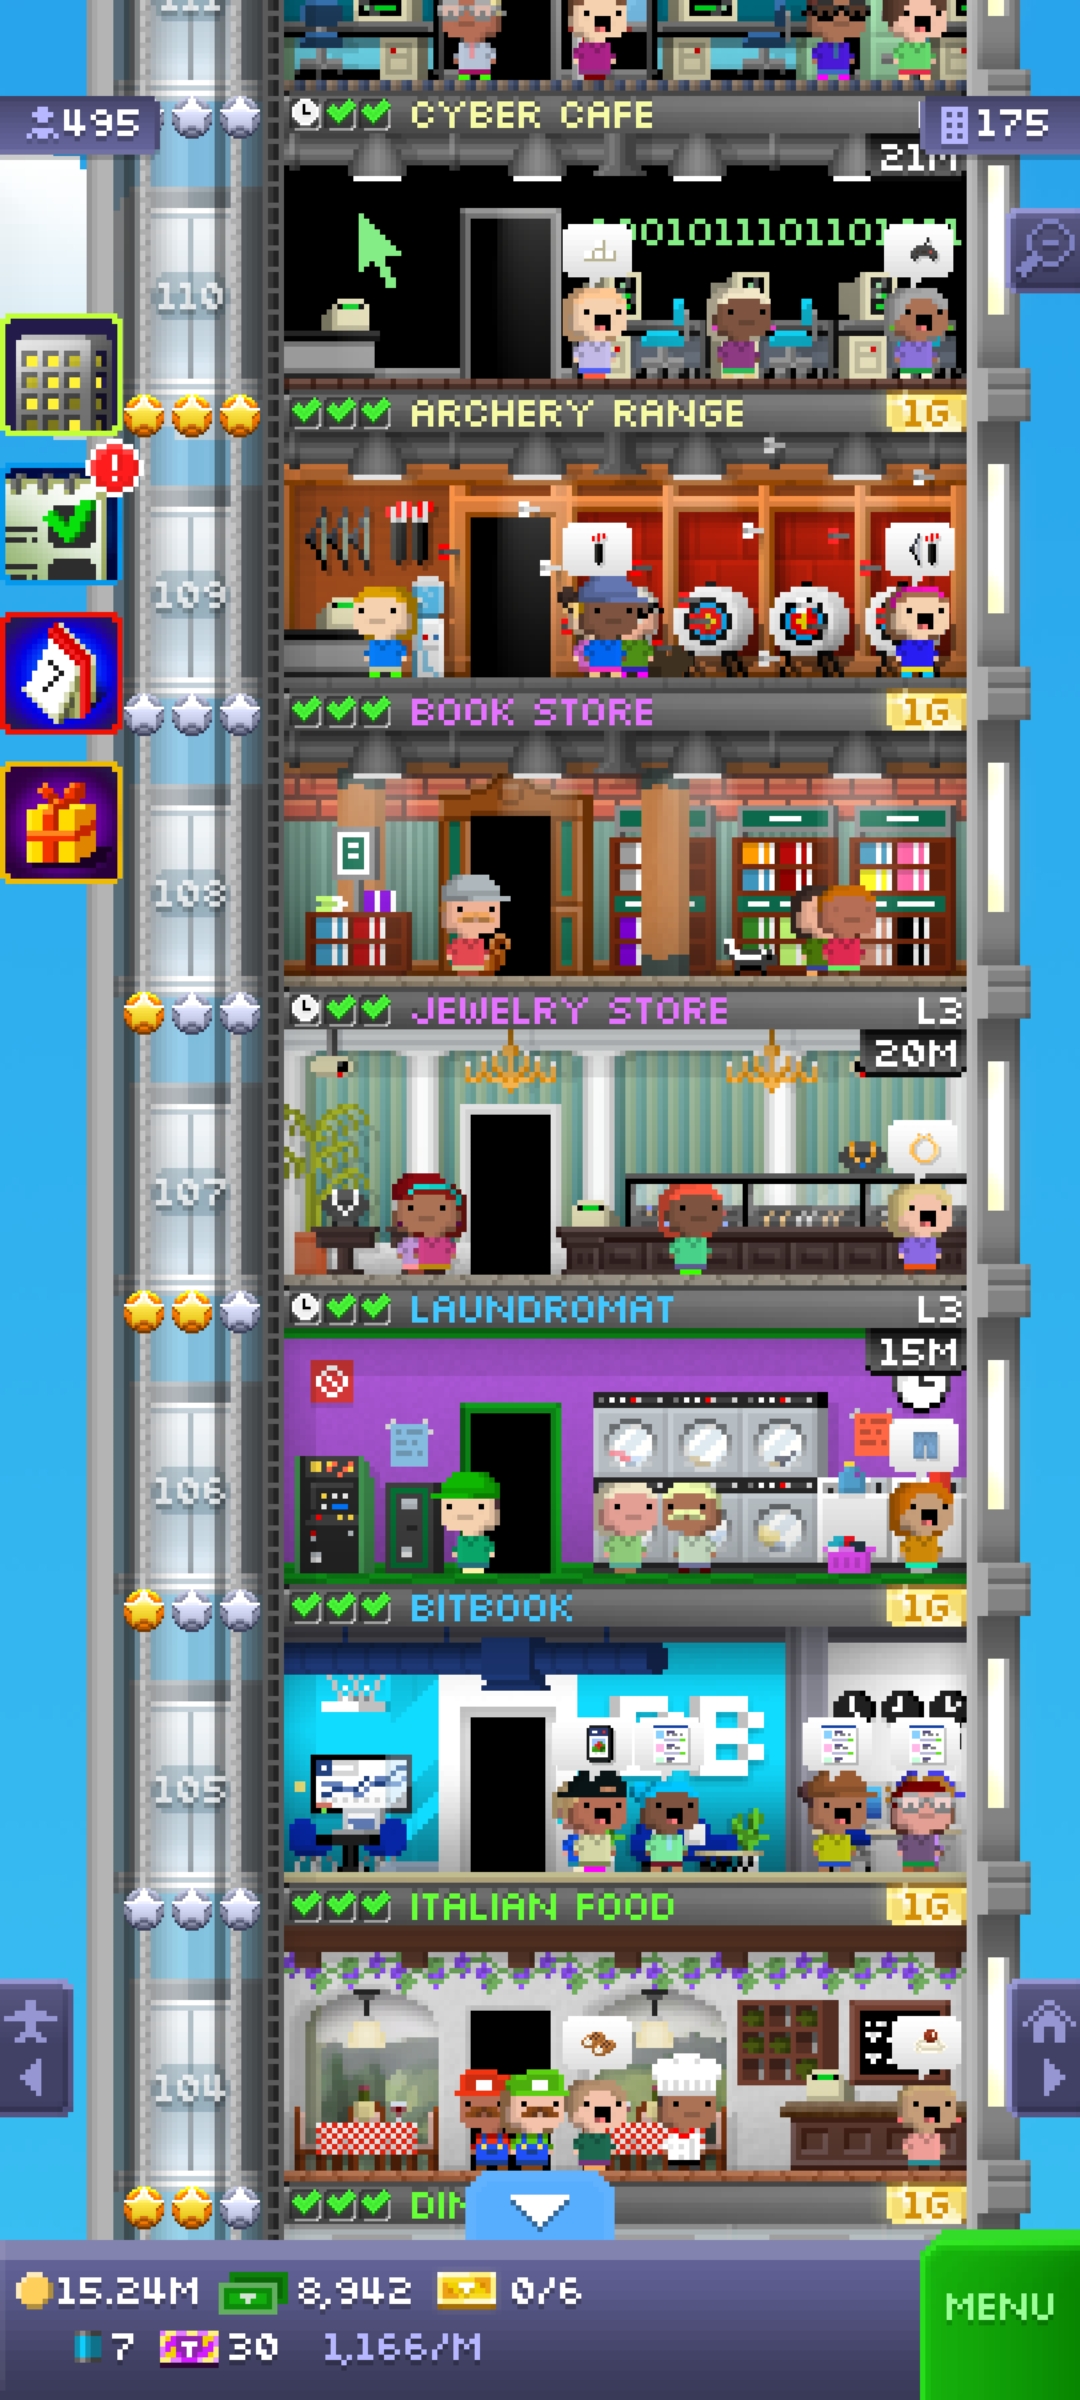 111
495
CYBER CAFE
175
21M
110
ARCHERY RANGE
1G
109
BOOK STORE
1G
108
JEWELRY STORE
L3
20M
107
LAUNDROMAT
L3
15M
106
BITBOOK
1G
B
105
ITALIAN FOOD
1G
104
1G
15.24M
8,942
0/6
7
30
1,166/M
MENU